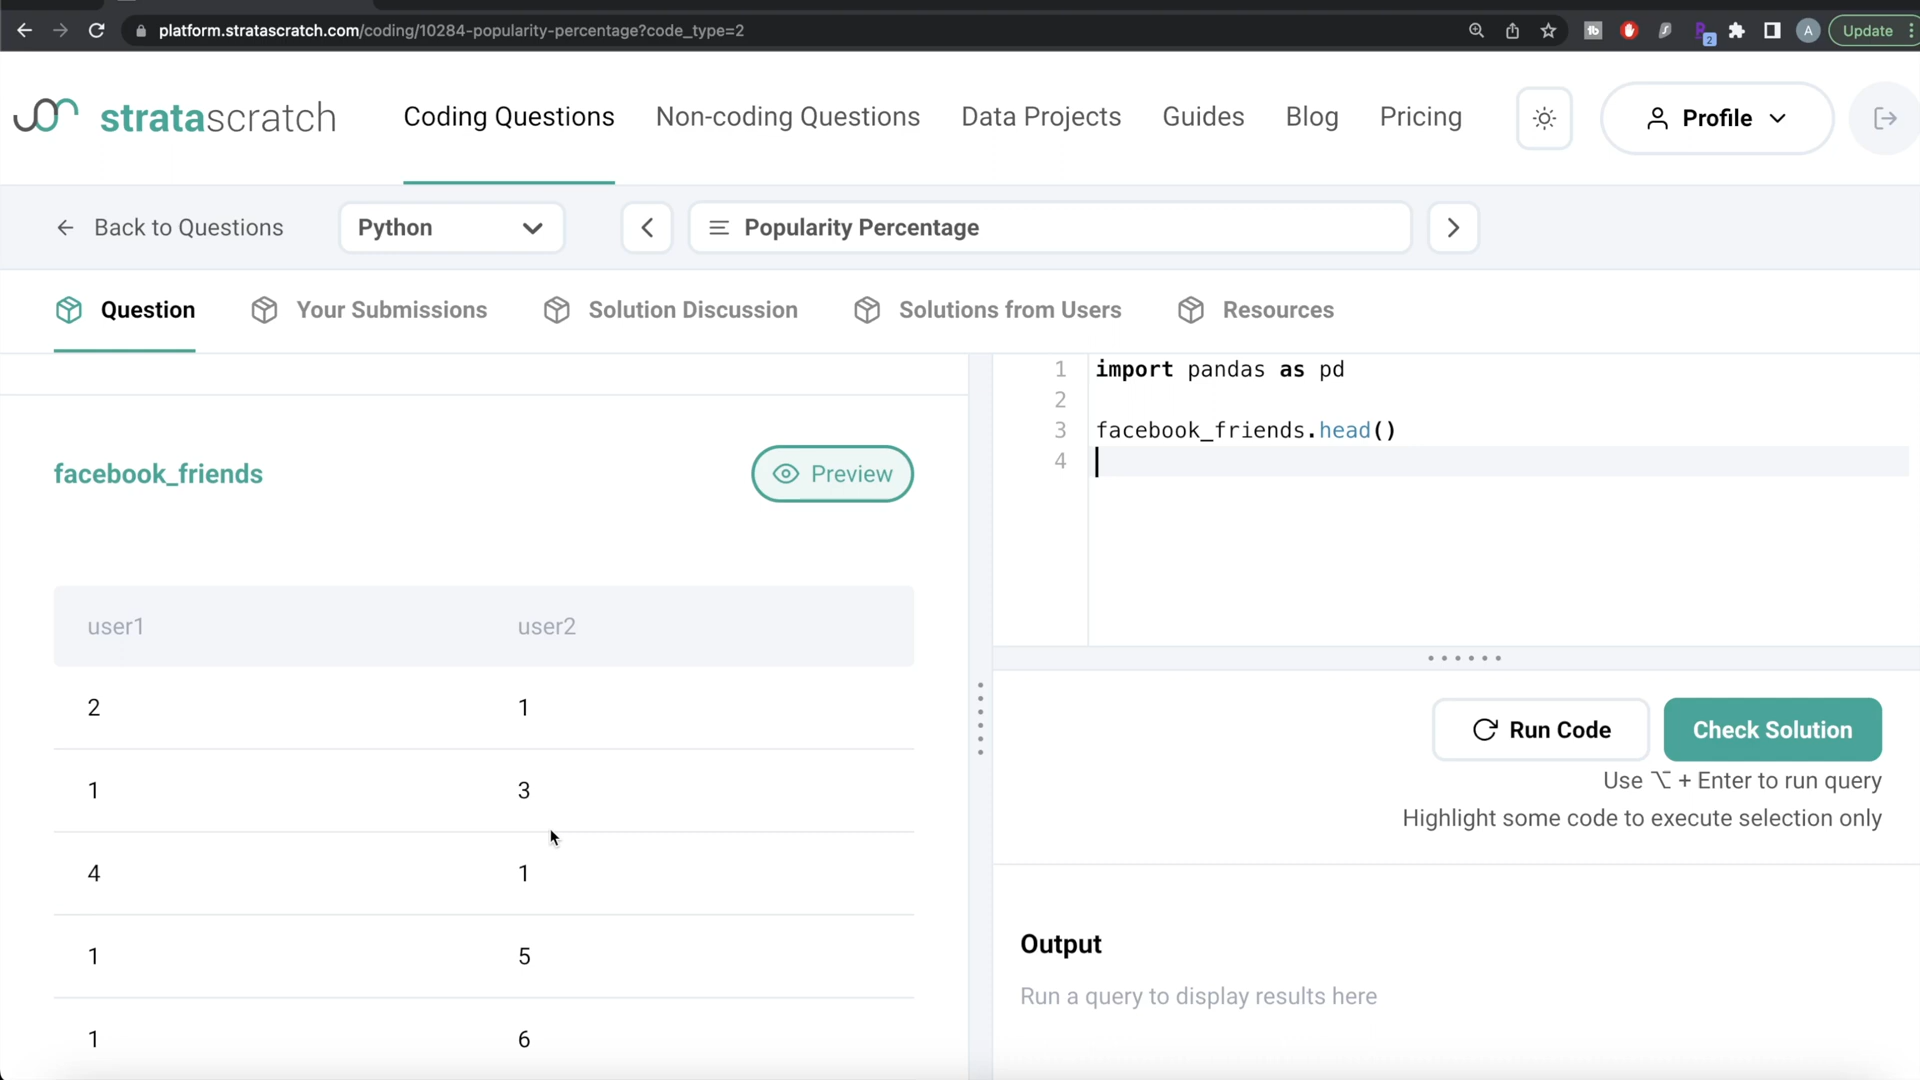 platform.stratascratch.com/coding/10284-popularity-percentage?code_type=2
2
A
Update
stratascratch
Coding Questions
Non-coding Questions
Data Projects
Guides
Blog
Pricing
Profile
Back to Questions
Python
Popularity Percentage
Question
Your Submissions
Solution Discussion
Solutions from Users
Resources
facebook_friends
Preview
user1 user2
2 1
1 3
4 1
1 5
1 6
1 import pandas as pd
2
3 facebook_friends.head()
4
Run Code
Check Solution
Use ⌥ + Enter to run query
Highlight some code to execute selection only
Output
Run a query to display results here